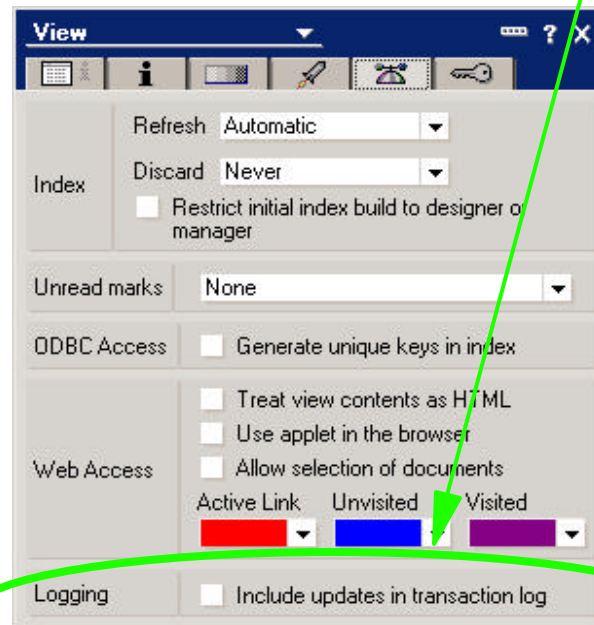 View
?
Refresh Automatic
Discard Never
Index
Restrict initial index build to designer or
manager
Unread marks None
ODBC Access Generate unique keys in index
Treat view contents as HTML
Use applet in the browser
Web Access Allow selection of documents
Active Link Unvisited Visited
Logging Include updates in transaction log